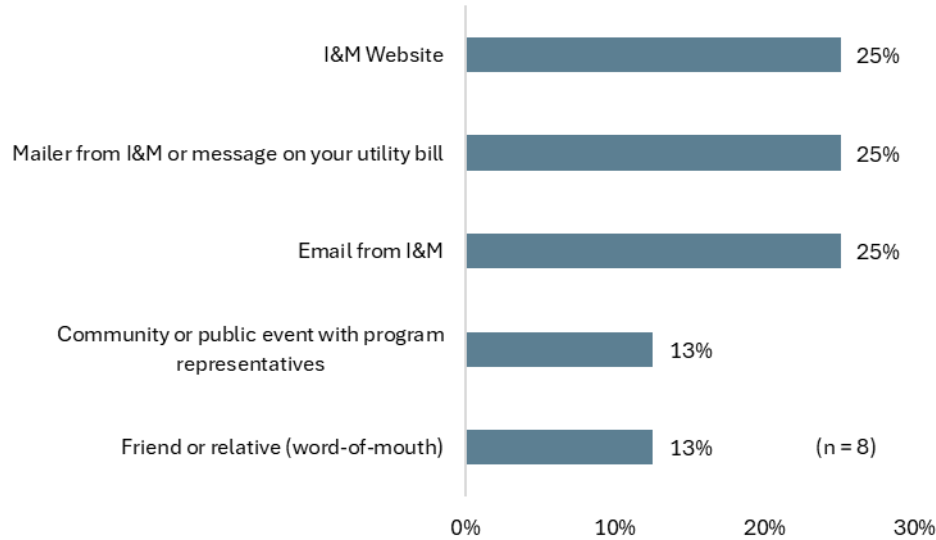 I&M Website
25%
Mailer from I&M or message on your utility bill
25%
Email from I&M
25%
Community or public event with program
representatives
13%
Friend or relative (word-of-mouth)
13%
(n = 8)
0%
10%
20%
30%